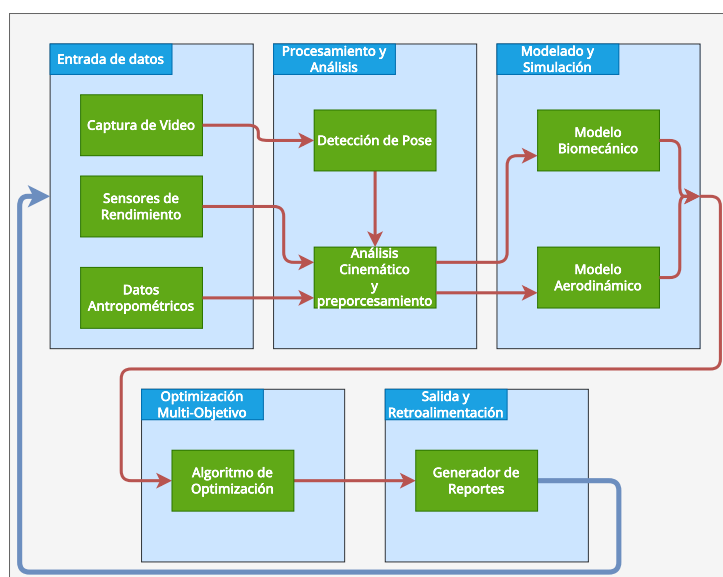 Entrada de datos
Captura de Video
Sensores de
Rendimiento
Datos
Antropométricos
Procesamiento y
Análisis
Detección de Pose
Análisis
Cinemático
y
preporcesamiento
Modelado y
Simulación
Modelo
Biomecánico
Modelo
Aerodinámico
Optimización
Multi-Objetivo
Algoritmo de
Optimización
Salida y
Retroalimentación
Generador de
Reportes